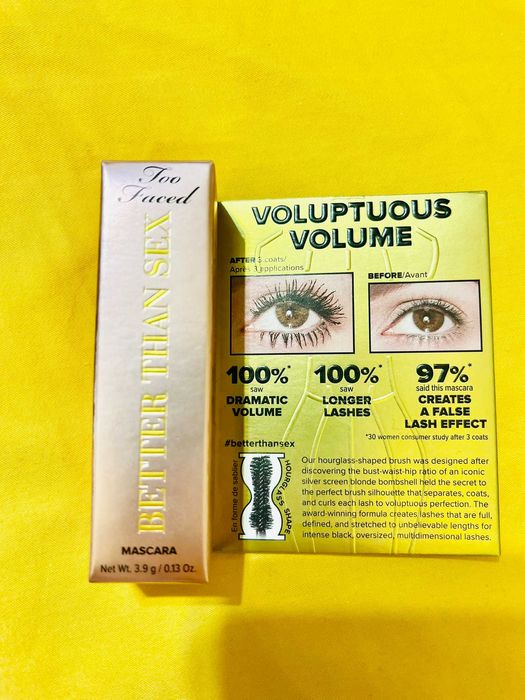 Too
Faced
BETTER THAN SEX
MASCARA
Net Wt. 3.9 g / 0.13 Oz.
VOLUPTUOUS
VOLUME
AFTER 3 coats/
Après 3 applications
BEFORE/Avant
100%*
saw
DRAMATIC
VOLUME
100%*
saw
LONGER
LASHES
97%*
said this mascara
CREATES
A FALSE
LASH EFFECT
*30 women consumer study after 3 coats
#betterthansex
En forme de sablier
HOURGLASS SHAPE
Our hourglass-shaped brush was designed after
discovering the bust-waist-hip ratio of an iconic
silver screen blonde bombshell held the secret to
the perfect brush silhouette that separates, coats,
and curls each lash to voluptuous perfection. The
award-winning formula creates lashes that are full,
defined, and stretched to unbelievable lengths for
intense black, oversized, multidimensional lashes.